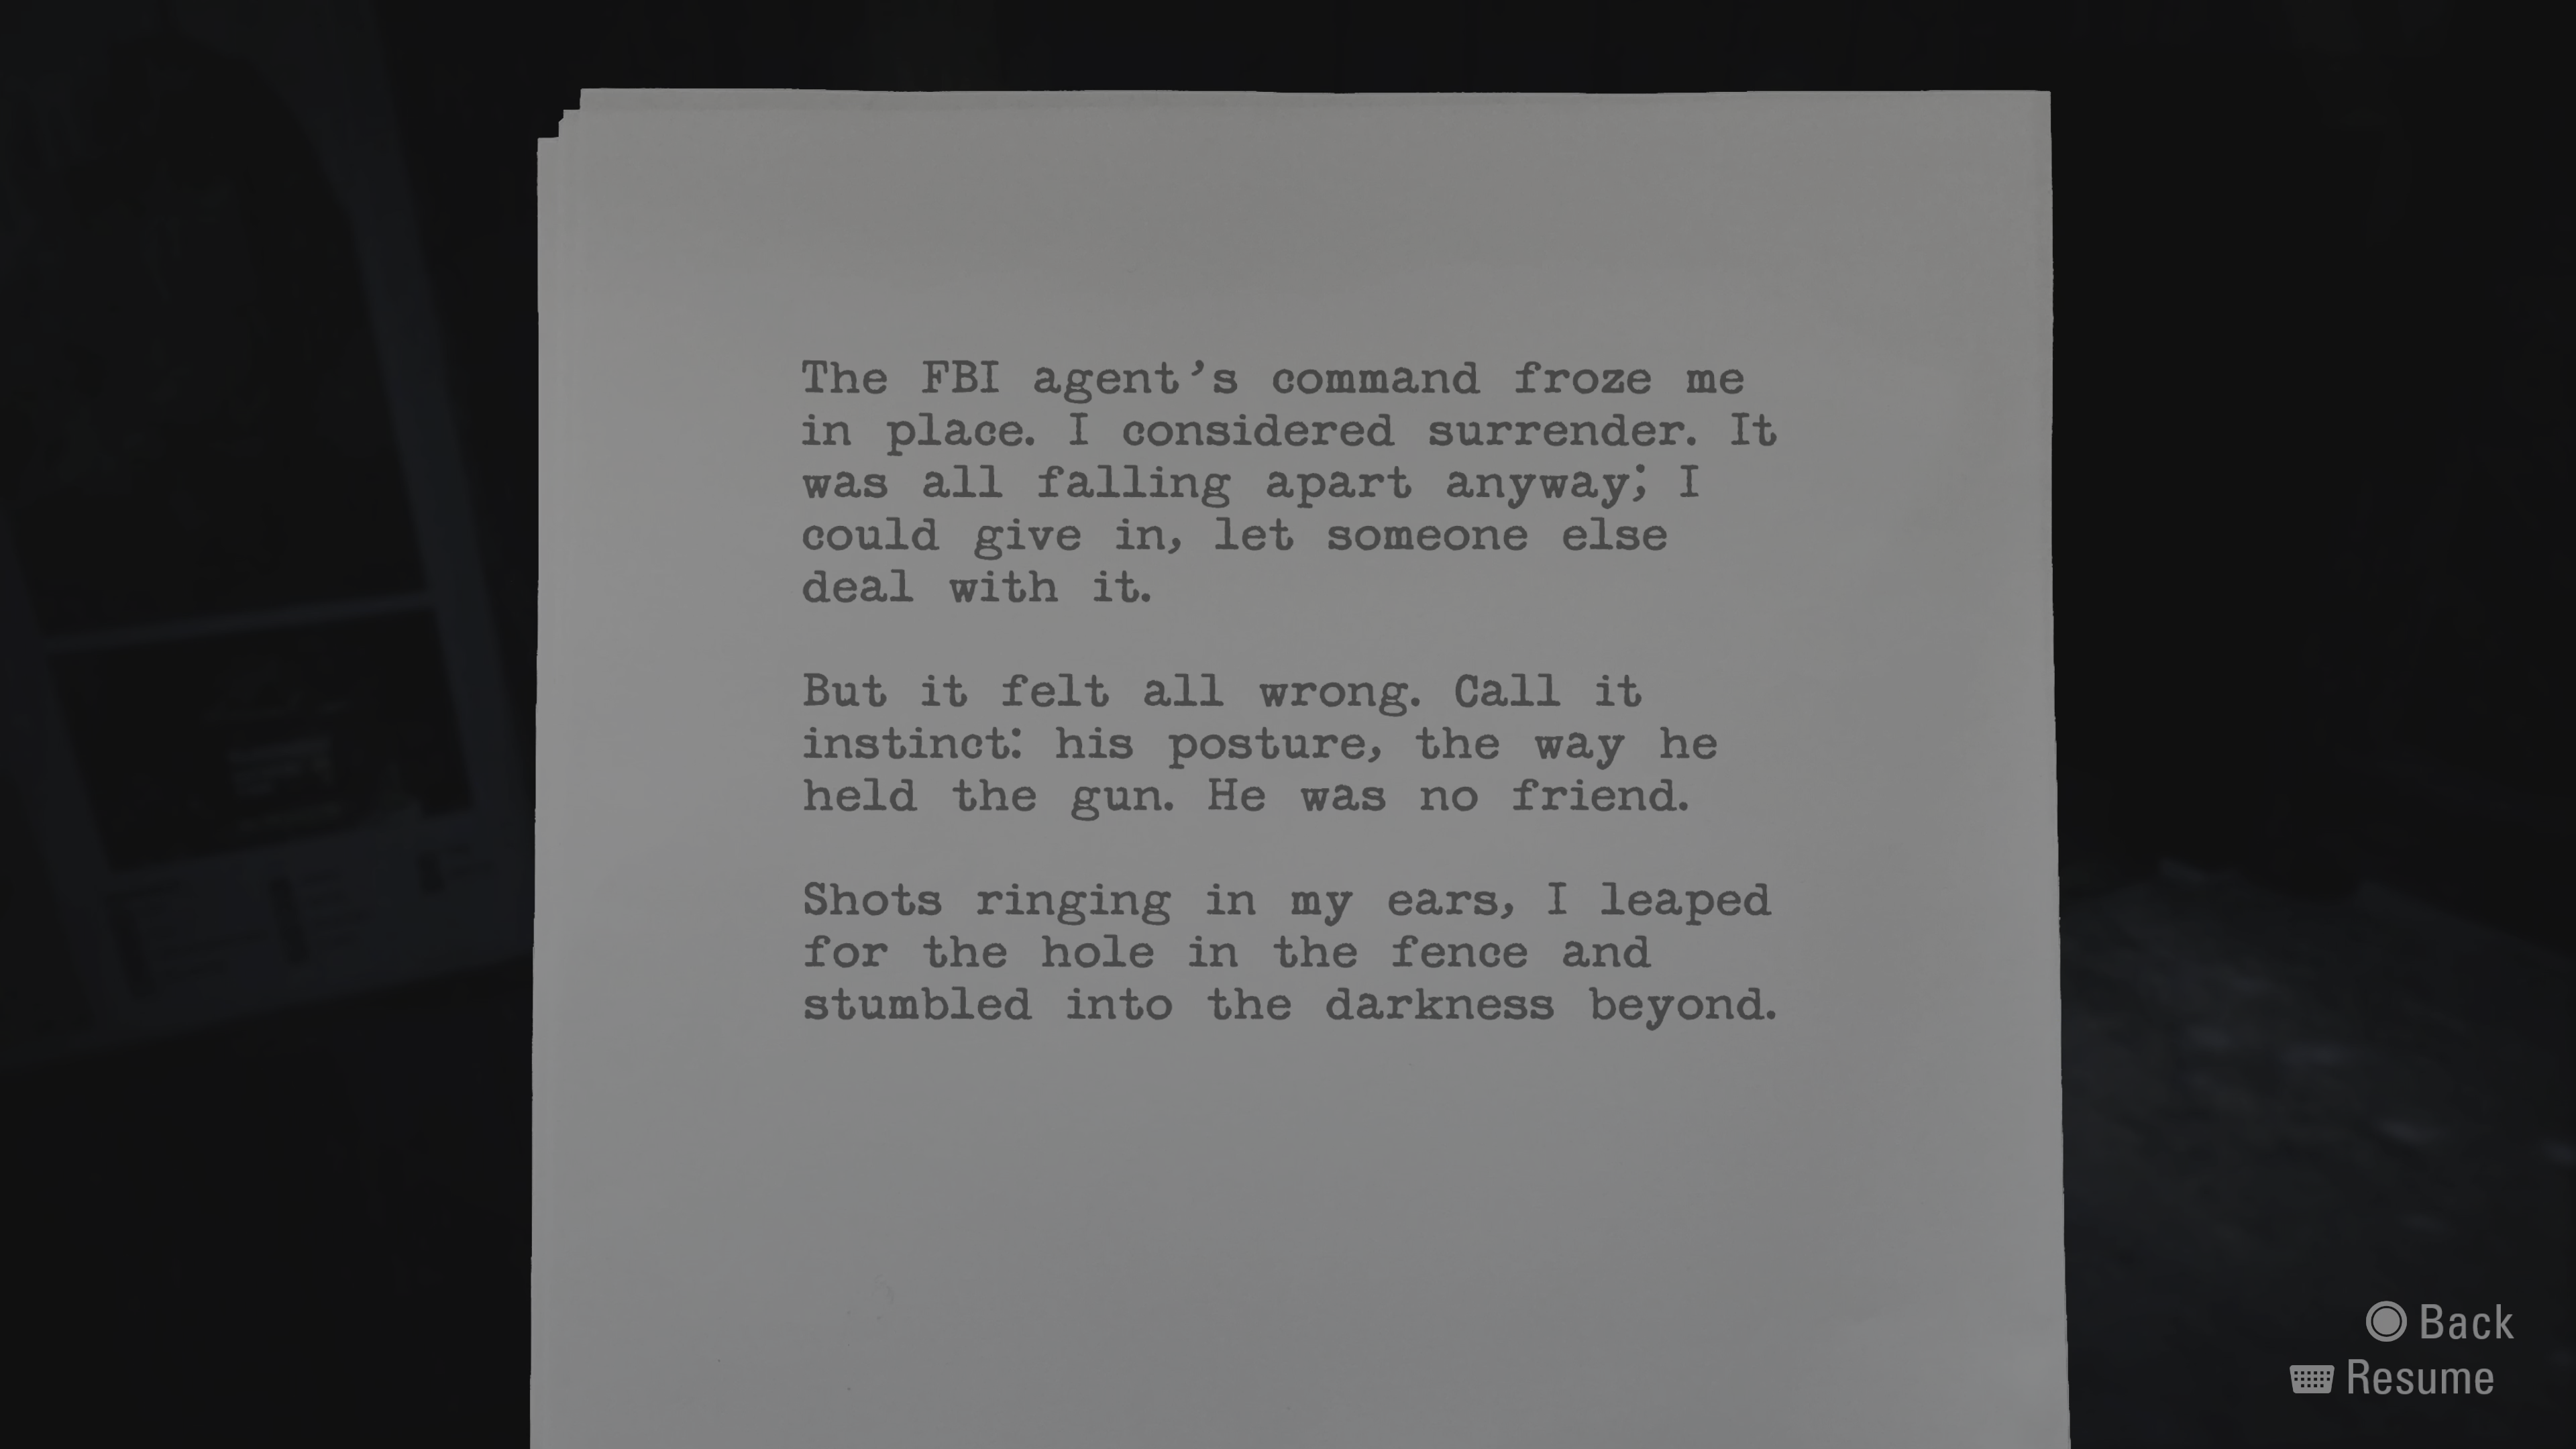 The FBI agent's command froze me
in place. I considered surrender. It
was all falling apart anyway; I
could give in, let someone else
deal with it.
But it felt all wrong. Call it
instinct: his posture, the way he
held the gun. He was no friend.
Shots ringing in my ears, I leaped
for the hole in the fence and
stumbled into the darkness beyond.
Back
Resume